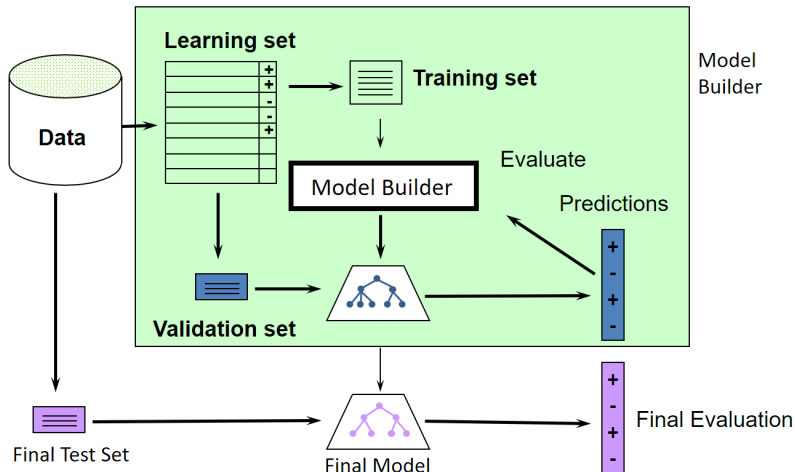 Learning set
Model
Builder
Training set
+
+
-
-
+
Data
Evaluate
Model Builder
Predictions
+
-
+
-
Validation set
+
-
+
-
Final Evaluation
Final Test Set
Final Model